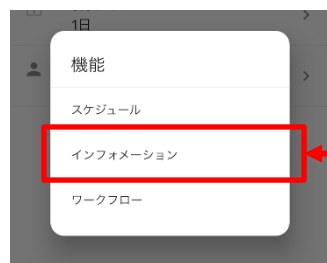 1日
機能
スケジュール
インフォメーション
ワークフロー